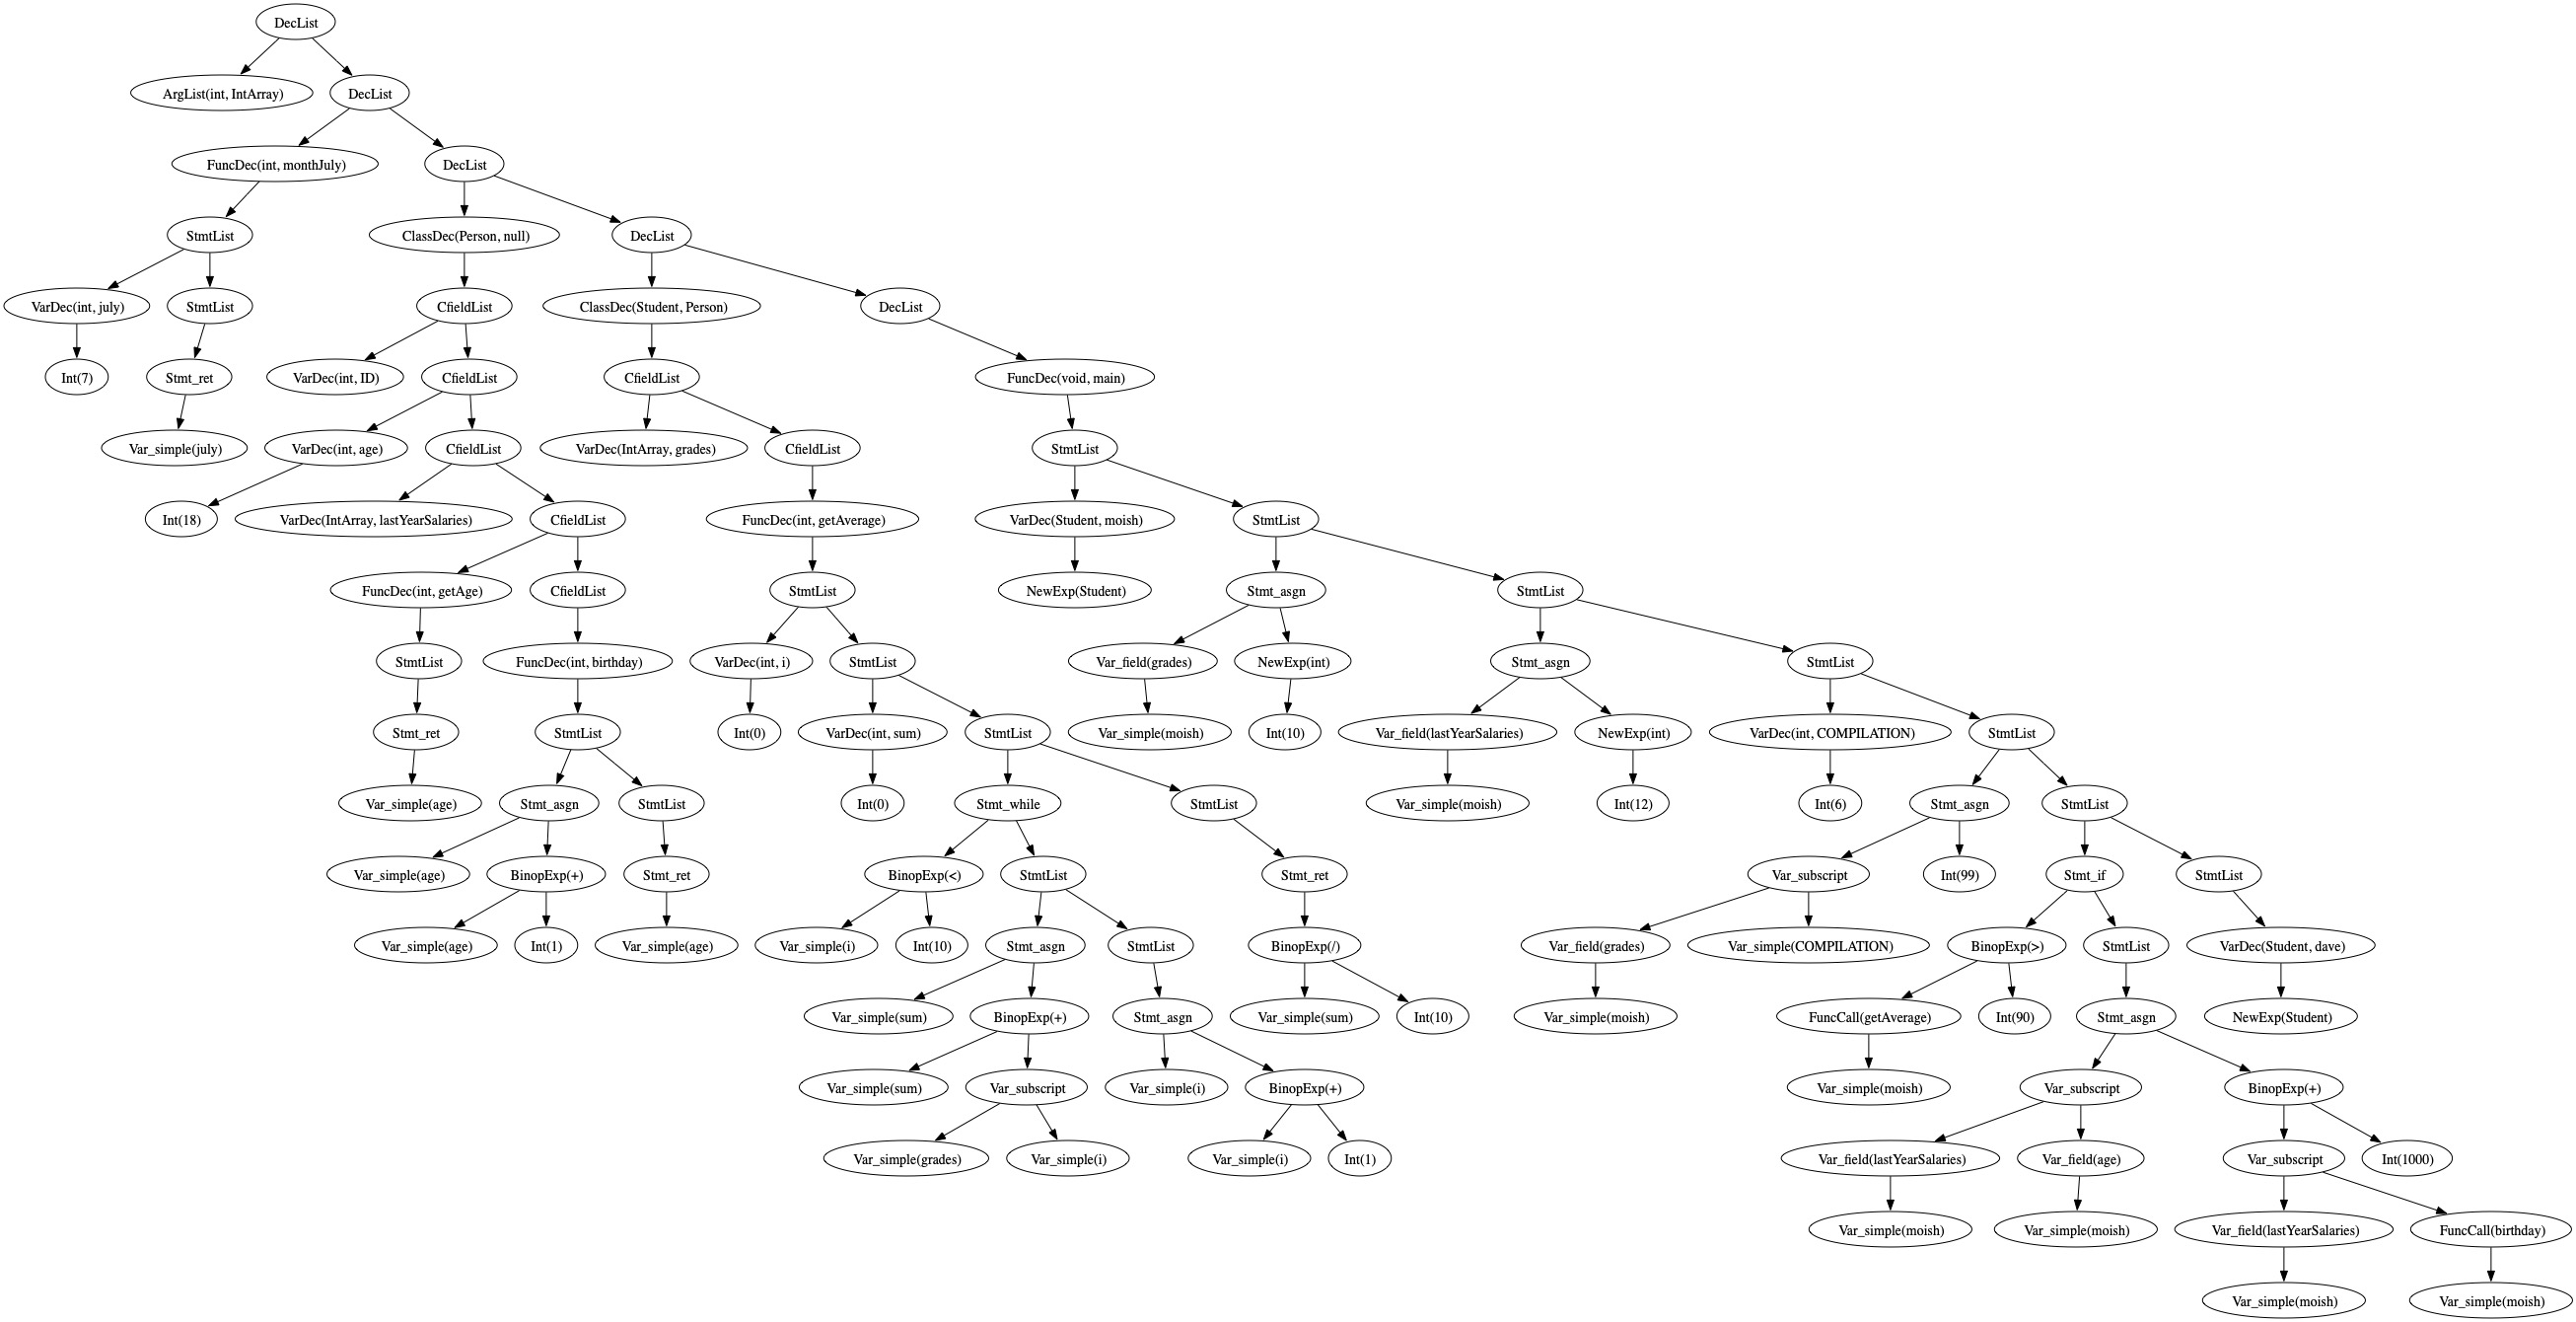 DecList
ArgList(int, IntArray)
DecList
FuncDec(int, monthJuly)
DecList
StmtList
ClassDec(Person, null)
DecList
VarDec(int, july)
StmtList
CfieldList
ClassDec(Student, Person)
DecList
Int(7)
Stmt_ret
VarDec(int, ID)
CfieldList
CfieldList
FuncDec(void, main)
Var_simple(july)
VarDec(int, age)
CfieldList
VarDec(IntArray, grades)
CfieldList
StmtList
Int(18)
VarDec(IntArray, lastYearSalaries)
CfieldList
FuncDec(int, getAverage)
VarDec(Student, moish)
StmtList
FuncDec(int, getAge)
CfieldList
StmtList
NewExp(Student)
Stmt_asgn
StmtList
StmtList
FuncDec(int, birthday)
VarDec(int, i)
StmtList
Var_field(grades)
NewExp(int)
Stmt_asgn
StmtList
Stmt_ret
StmtList
Int(0)
VarDec(int, sum)
StmtList
Var_simple(moish)
Int(10)
Var_field(lastYearSalaries)
NewExp(int)
VarDec(int, COMPILATION)
StmtList
Var_simple(age)
Stmt_asgn
StmtList
Int(0)
Stmt_while
StmtList
Var_simple(moish)
Int(12)
Int(6)
Stmt_asgn
StmtList
Var_simple(age)
BinopExp(+)
Stmt_ret
BinopExp(<)
StmtList
Stmt_ret
Var_subscript
Int(99)
Stmt_if
StmtList
Var_simple(age)
Int(1)
Var_simple(age)
Var_simple(i)
Int(10)
Stmt_asgn
StmtList
BinopExp(/)
Var_field(grades)
Var_simple(COMPILATION)
BinopExp(>)
StmtList
VarDec(Student, dave)
Var_simple(sum)
BinopExp(+)
Stmt_asgn
Var_simple(sum)
Int(10)
Var_simple(moish)
FuncCall(getAverage)
Int(90)
Stmt_asgn
NewExp(Student)
Var_simple(sum)
Var_subscript
Var_simple(i)
BinopExp(+)
Var_simple(moish)
Var_subscript
BinopExp(+)
Var_simple(grades)
Var_simple(i)
Var_simple(i)
Int(1)
Var_field(lastYearSalaries)
Var_field(age)
Var_subscript
Int(1000)
Var_simple(moish)
Var_simple(moish)
Var_field(lastYearSalaries)
FuncCall(birthday)
Var_simple(moish)
Var_simple(moish)